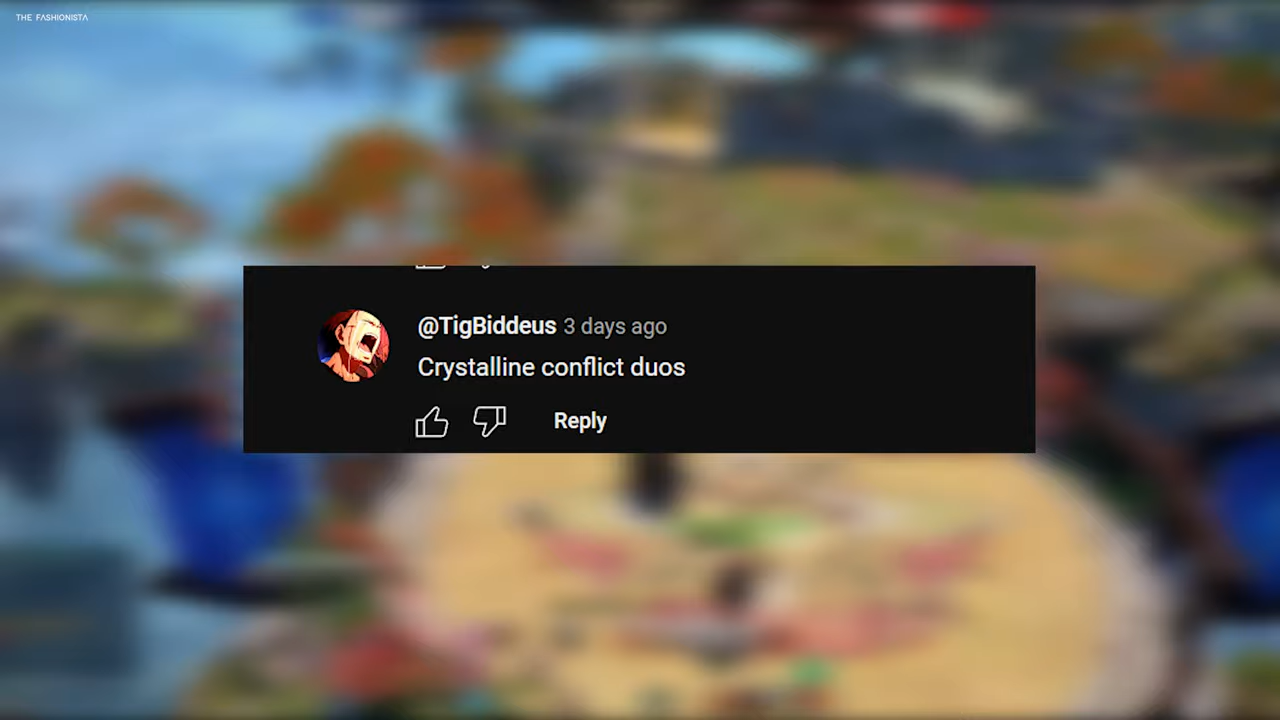 THE FASHIONISTA
@TigBiddeus 3 days ago
Crystalline conflict duos
Reply